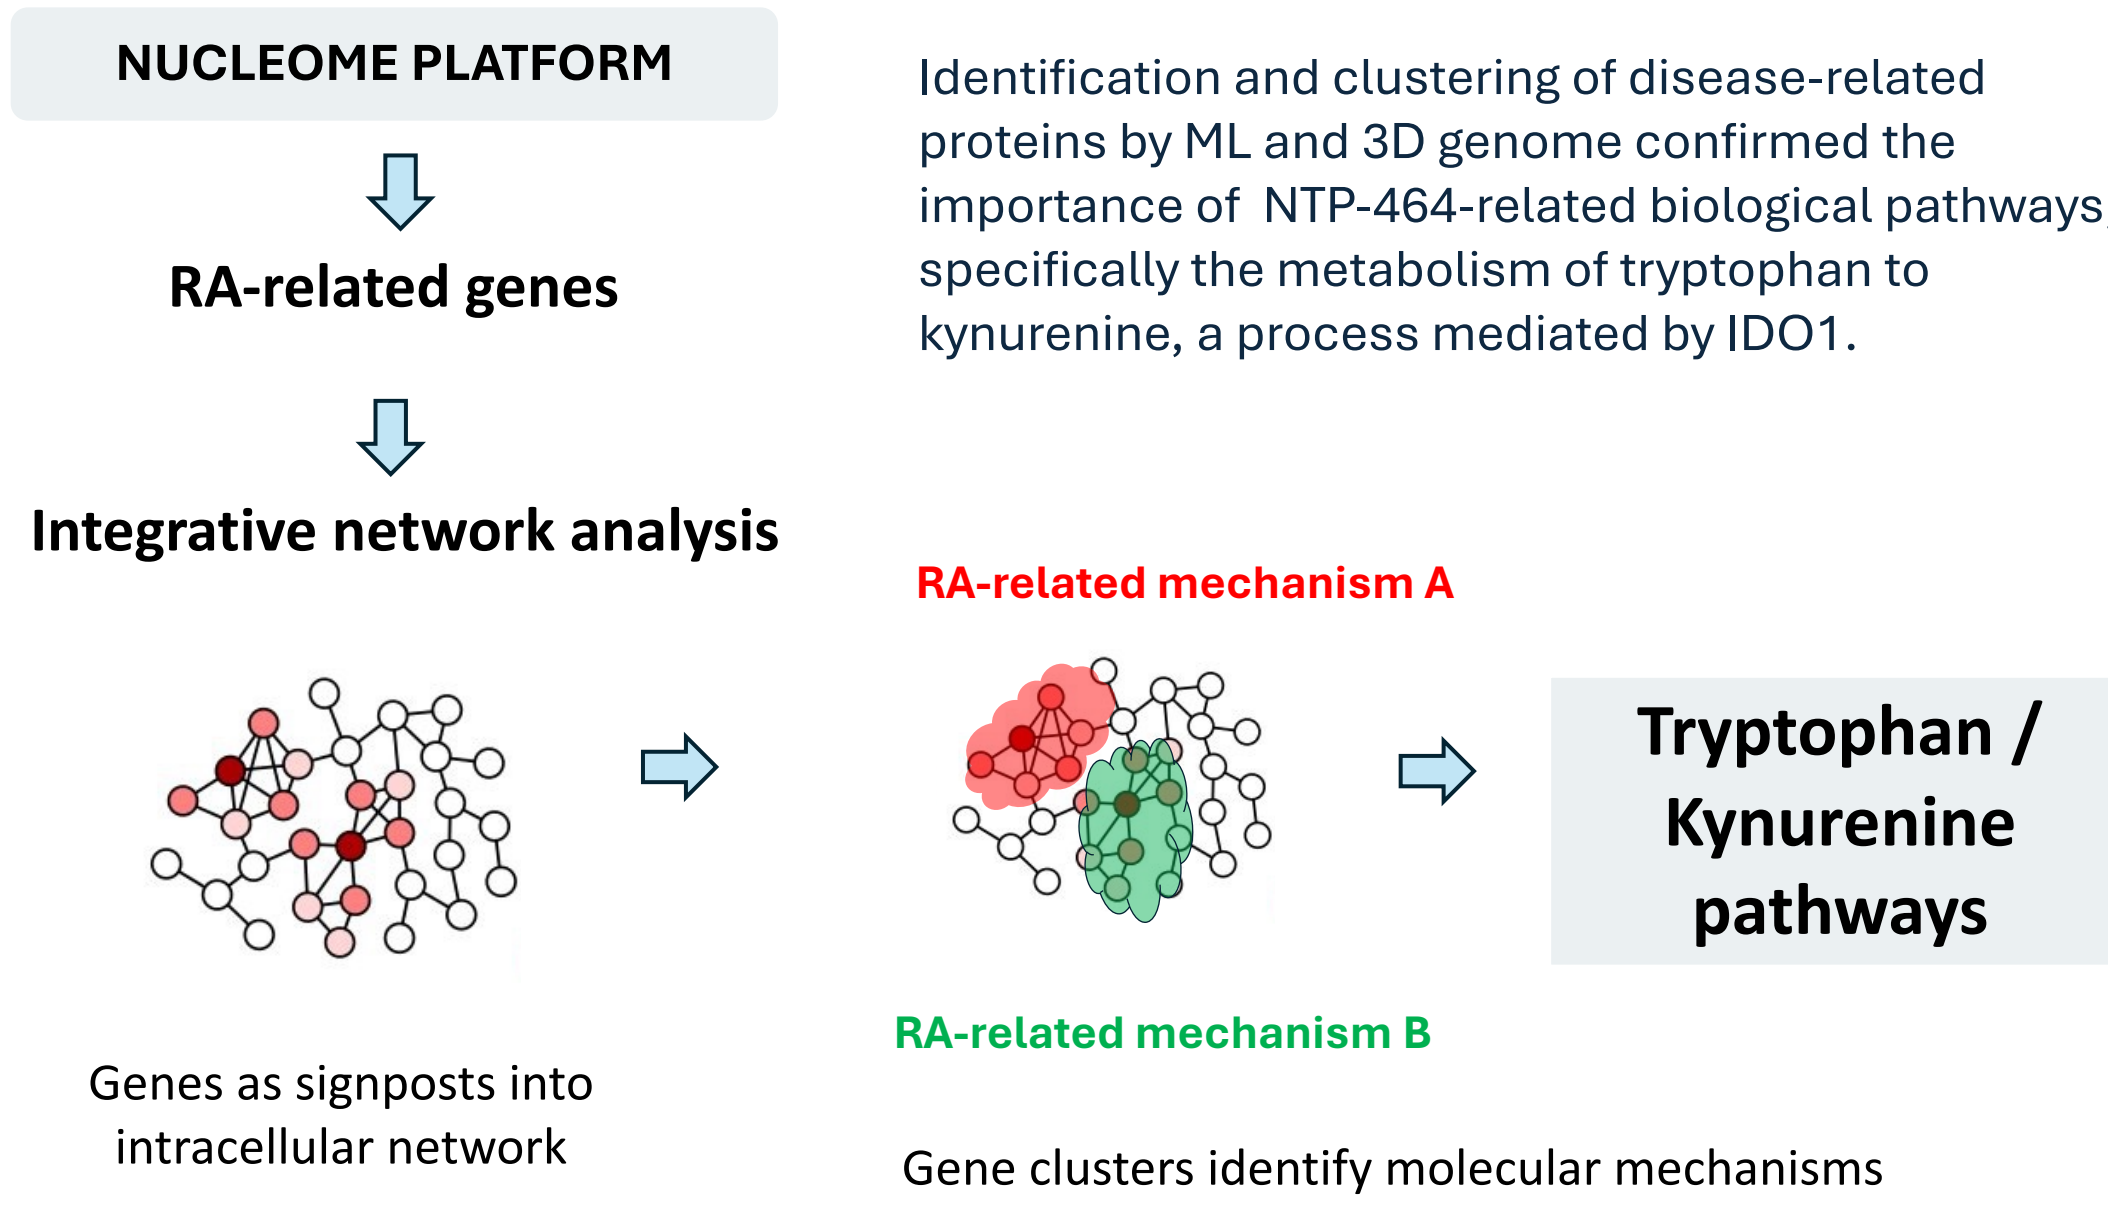 NUCLEOME PLATFORM
RA-related genes
Integrative network analysis
Genes as signposts into
intracellular network
Identification and clustering of disease-related
proteins by ML and 3D genome confirmed the
importance of  NTP-464-related biological pathways,
specifically the metabolism of tryptophan to
kynurenine, a process mediated by IDO1.
RA-related mechanism A
RA-related mechanism B
Gene clusters identify molecular mechanisms
Tryptophan /
Kynurenine
pathways